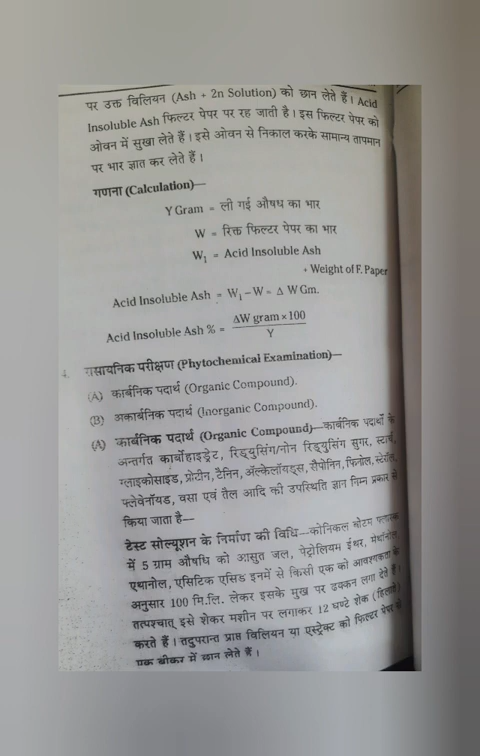 पर उक्त विलियन (Ash + 2n Solution) को छान लेते हैं। Acid
Insoluble Ash फिल्टर पेपर पर रह जाती है। इस फिल्टर पेपर को
ओवन में सुखा लेते हैं। इसे ओवन से निकाल करके सामान्य तापमान
पर भार ज्ञात कर लेते हैं।
गणना (Calculation)—
Y Gram = ली गई औषध का भार
W = रिक्त फिल्टर पेपर का भार
W₁ = Acid Insoluble Ash
+ Weight of F. Paper
Acid Insoluble Ash = W₁ – W = Δ W Gm.
Acid Insoluble Ash % = ΔW gram × 100 / Y
4. रासायनिक परीक्षण (Phytochemical Examination)—
(A) कार्बनिक पदार्थ (Organic Compound).
(B) अकार्बनिक पदार्थ (Inorganic Compound).
(A) कार्बनिक पदार्थ (Organic Compound)—कार्बनिक पदार्थों के
अन्तर्गत कार्बोहाइड्रेट, रिड्युसिंग/नोन रिड्युसिंग सुगर, स्टार्च,
ग्लाइकोसाइड, प्रोटीन, टैनिन, अॅल्केलॉयड्स, सैपोनिन, फिनोल, स्टेरॉल,
फ्लेवेनॉयड, वसा एवं तैल आदि की उपस्थिति ज्ञान निम्न प्रकार से
किया जाता है—
टेस्ट सोल्यूशन के निर्माण की विधि—कोनिकल बोटम फ्लास्क
में 5 ग्राम औषधि को आसुत जल, पेट्रोलियम ईथर, मेथॉनोल,
एथानोल, एसिटिक एसिड इनमें से किसी एक को आवश्यकता के
अनुसार 100 मि.लि. लेकर इसके मुख पर ढक्कन लगा देते हैं।
तत्पश्चात् इसे शेकर मशीन पर लगाकर 12 घण्टे शेक (हिलाते)
करते हैं। तदुपरान्त प्राप्त विलियन या एस्ट्रेक्ट को फिल्टर पेपर से
एक बीकर में छान लेते हैं।